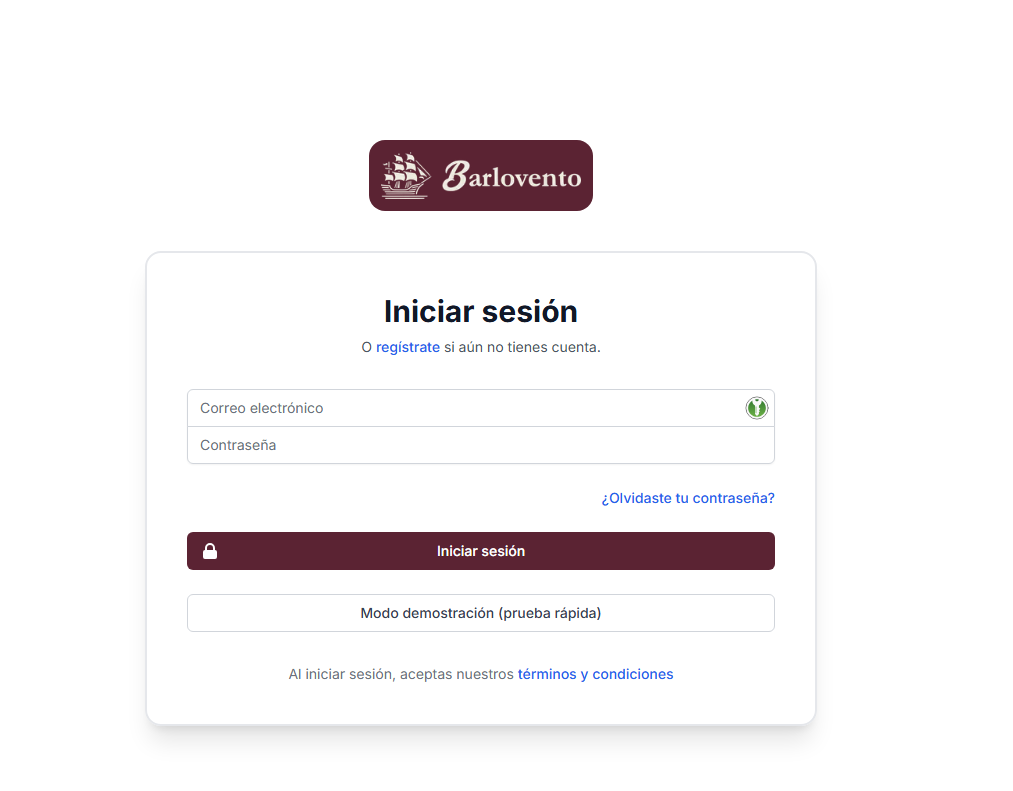 Barlovento
Iniciar sesión
O regístrate si aún no tienes cuenta.
Correo electrónico
Contraseña
¿Olvidaste tu contraseña?
Iniciar sesión
Modo demostración (prueba rápida)
Al iniciar sesión, aceptas nuestros términos y condiciones